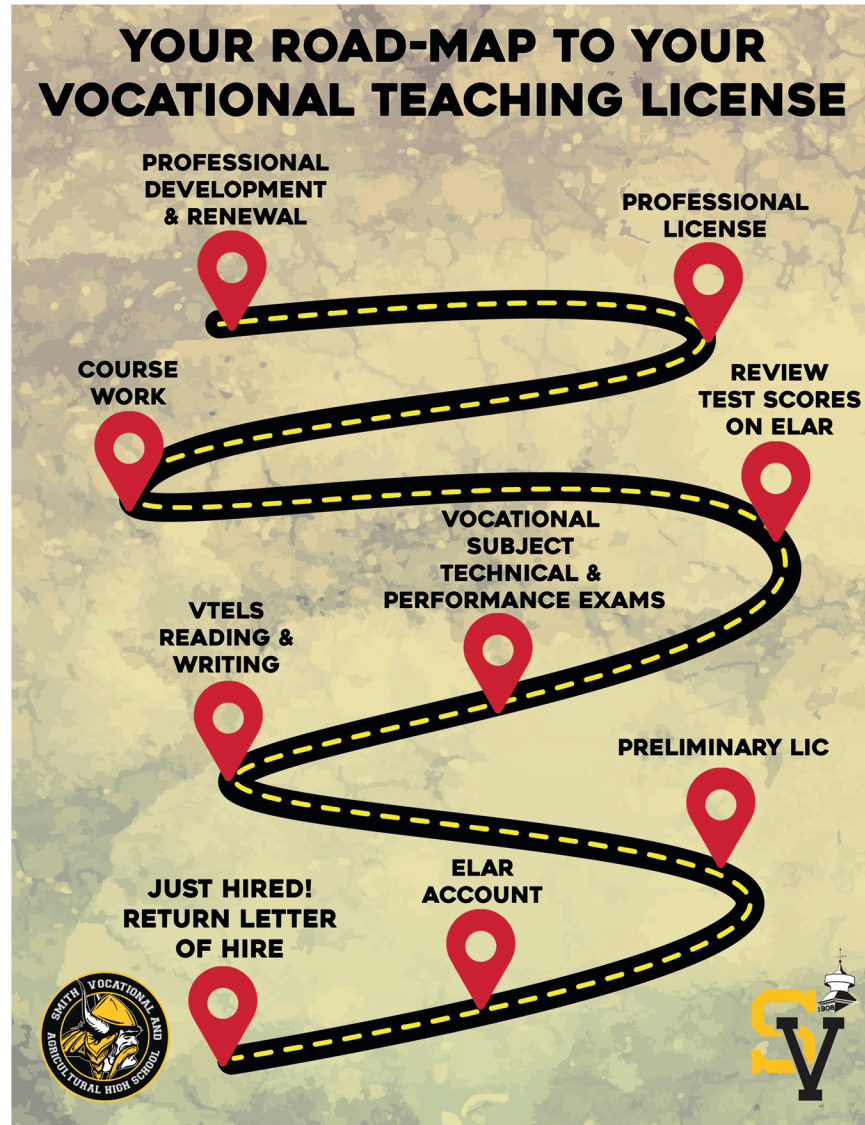 YOUR ROAD-MAP TO YOUR
VOCATIONAL TEACHING LICENSE
PROFESSIONAL
DEVELOPMENT
& RENEWAL
PROFESSIONAL
LICENSE
COURSE
WORK
REVIEW
TEST SCORES
ON ELAR
VOCATIONAL
SUBJECT
TECHNICAL &
PERFORMANCE EXAMS
VTELS
READING &
WRITING
PRELIMINARY LIC
ELAR
ACCOUNT
JUST HIRED!
RETURN LETTER
OF HIRE
SMITH VOCATIONAL AND
AGRICULTURAL HIGH SCHOOL
SV
1908